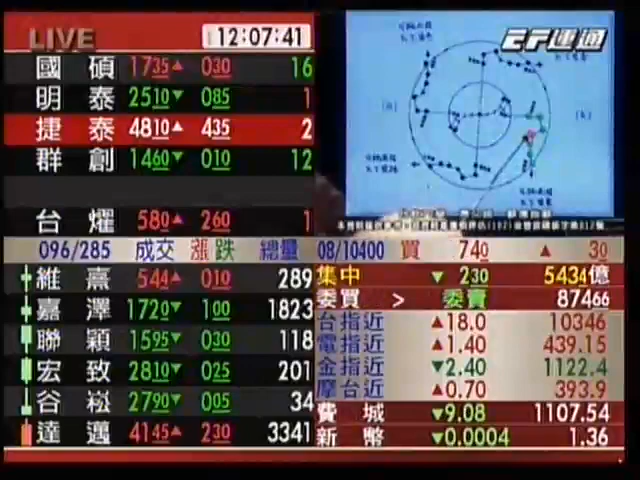 LIVE 12:07:41
EF運通
國碩 1735▲ 030 16
明泰 2510▼ 085 1
捷泰 4810▲ 435 2
群創 1460▼ 010 12
台燿 580▲ 260 1
096/285 成交 漲跌 總量
08/10400 買 740 ▲ 30
維熹 544▲ 010 289
嘉澤 1720▼ 100 1823
聯穎 1595▼ 030 118
宏致 2810▼ 025 201
谷崧 2790▼ 005 34
達邁 4145▲ 230 3341
集中 ▼ 230 5434億
委買 > 委賣 87466
台指近 ▲18.0 10346
電指近 ▲1.40 439.15
金指近 ▼2.40 1122.4
摩台近 ▲0.70 393.9
費城 ▼9.08 1107.54
新幣 ▼0.0004 1.36